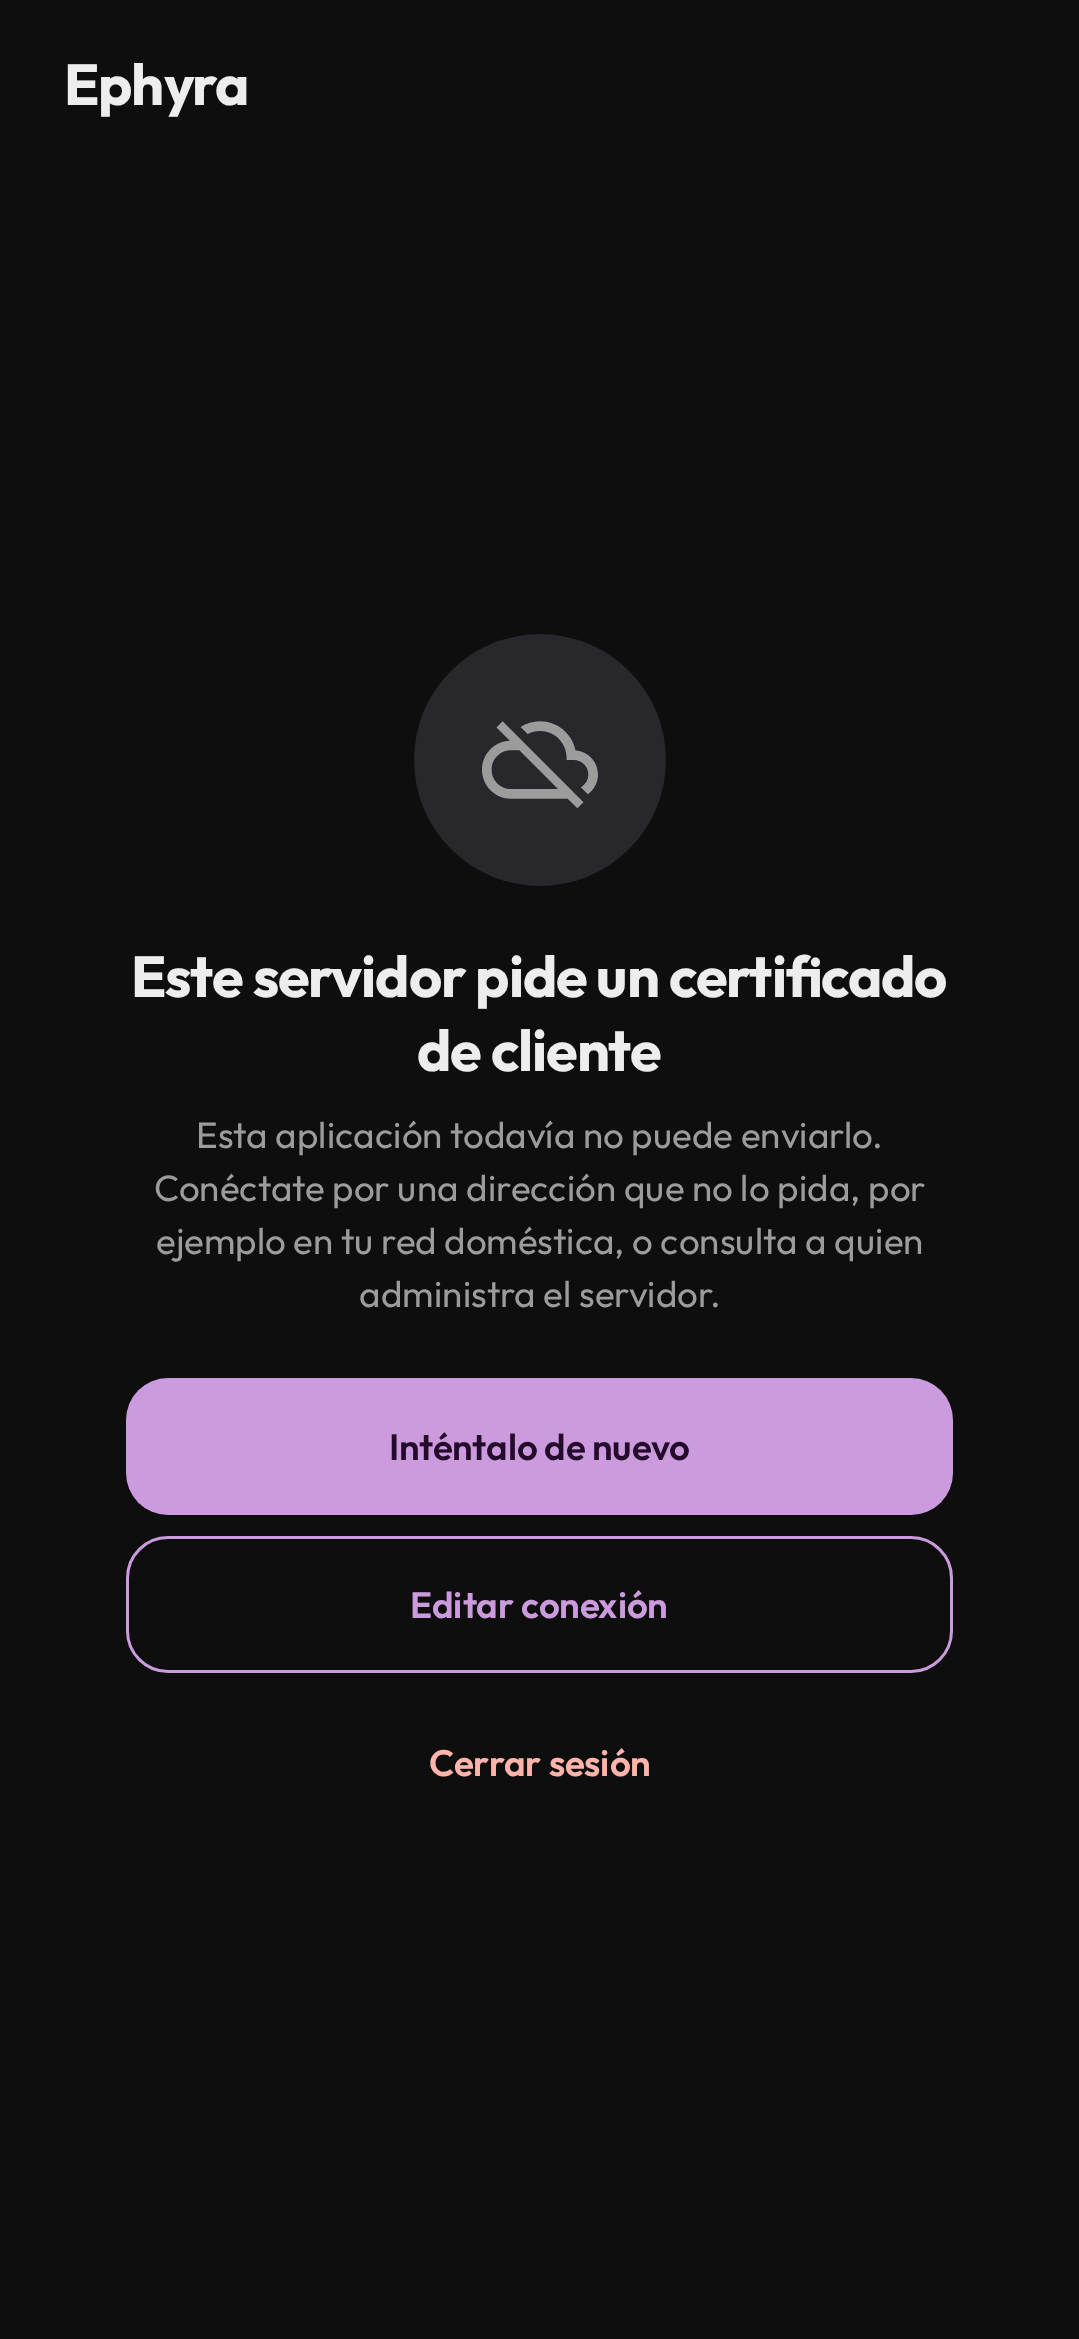 Ephyra
Este servidor pide un certificado
de cliente
Esta aplicación todavía no puede enviarlo.
Conéctate por una dirección que no lo pida, por
ejemplo en tu red doméstica, o consulta a quien
administra el servidor.
Inténtalo de nuevo
Editar conexión
Cerrar sesión